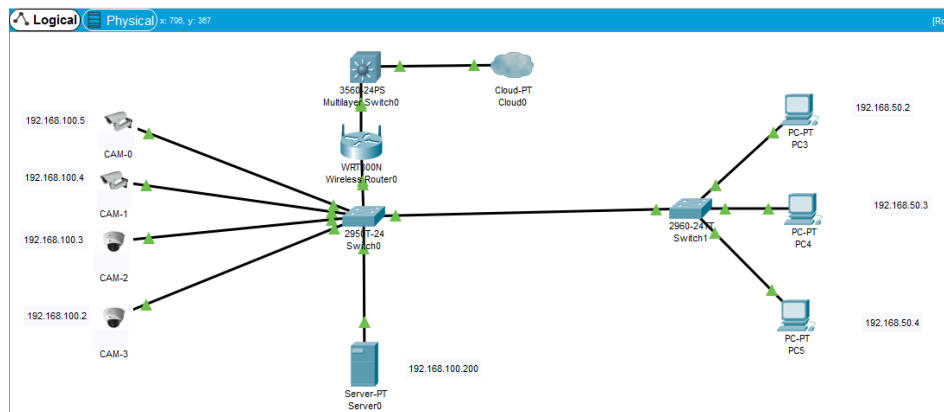 Logical
Physical
x: 706, y: 367
[Ro
3560-24PS
Multilayer Switch0
Cloud-PT
Cloud0
192.168.100.5
CAM-0
WRT300N
Wireless Router0
192.168.50.2
PC-PT
PC3
192.168.100.4
CAM-1
2950T-24
Switch0
2960-24TT
Switch1
192.168.50.3
PC-PT
PC4
192.168.100.3
CAM-2
192.168.100.2
CAM-3
192.168.50.4
PC-PT
PC5
192.168.100.200
Server-PT
Server0